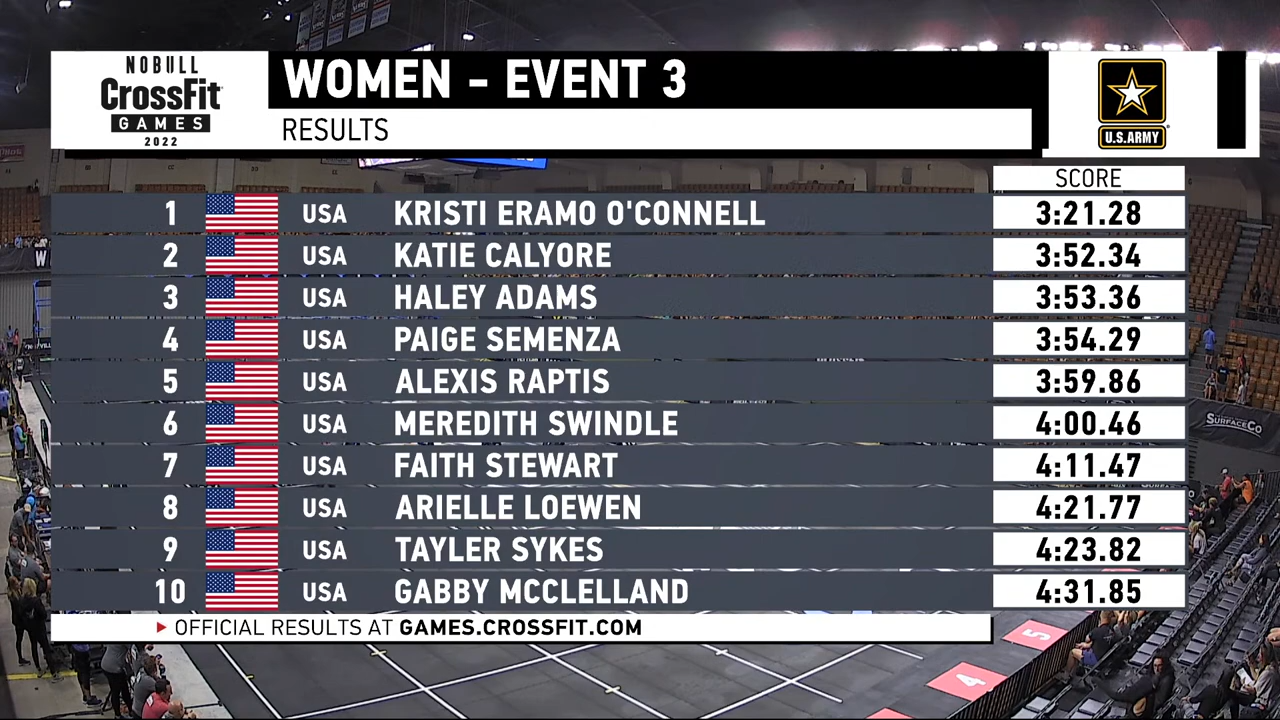 NOBULL
CrossFit
GAMES
2022
WOMEN - EVENT 3
RESULTS
U.S.ARMY
SCORE
1 USA KRISTI ERAMO O'CONNELL 3:21.28
2 USA KATIE CALYORE 3:52.34
3 USA HALEY ADAMS 3:53.36
4 USA PAIGE SEMENZA 3:54.29
5 USA ALEXIS RAPTIS 3:59.86
6 USA MEREDITH SWINDLE 4:00.46
7 USA FAITH STEWART 4:11.47
8 USA ARIELLE LOEWEN 4:21.77
9 USA TAYLER SYKES 4:23.82
10 USA GABBY MCCLELLAND 4:31.85
OFFICIAL RESULTS AT GAMES.CROSSFIT.COM
W
SURFACECO
5
4